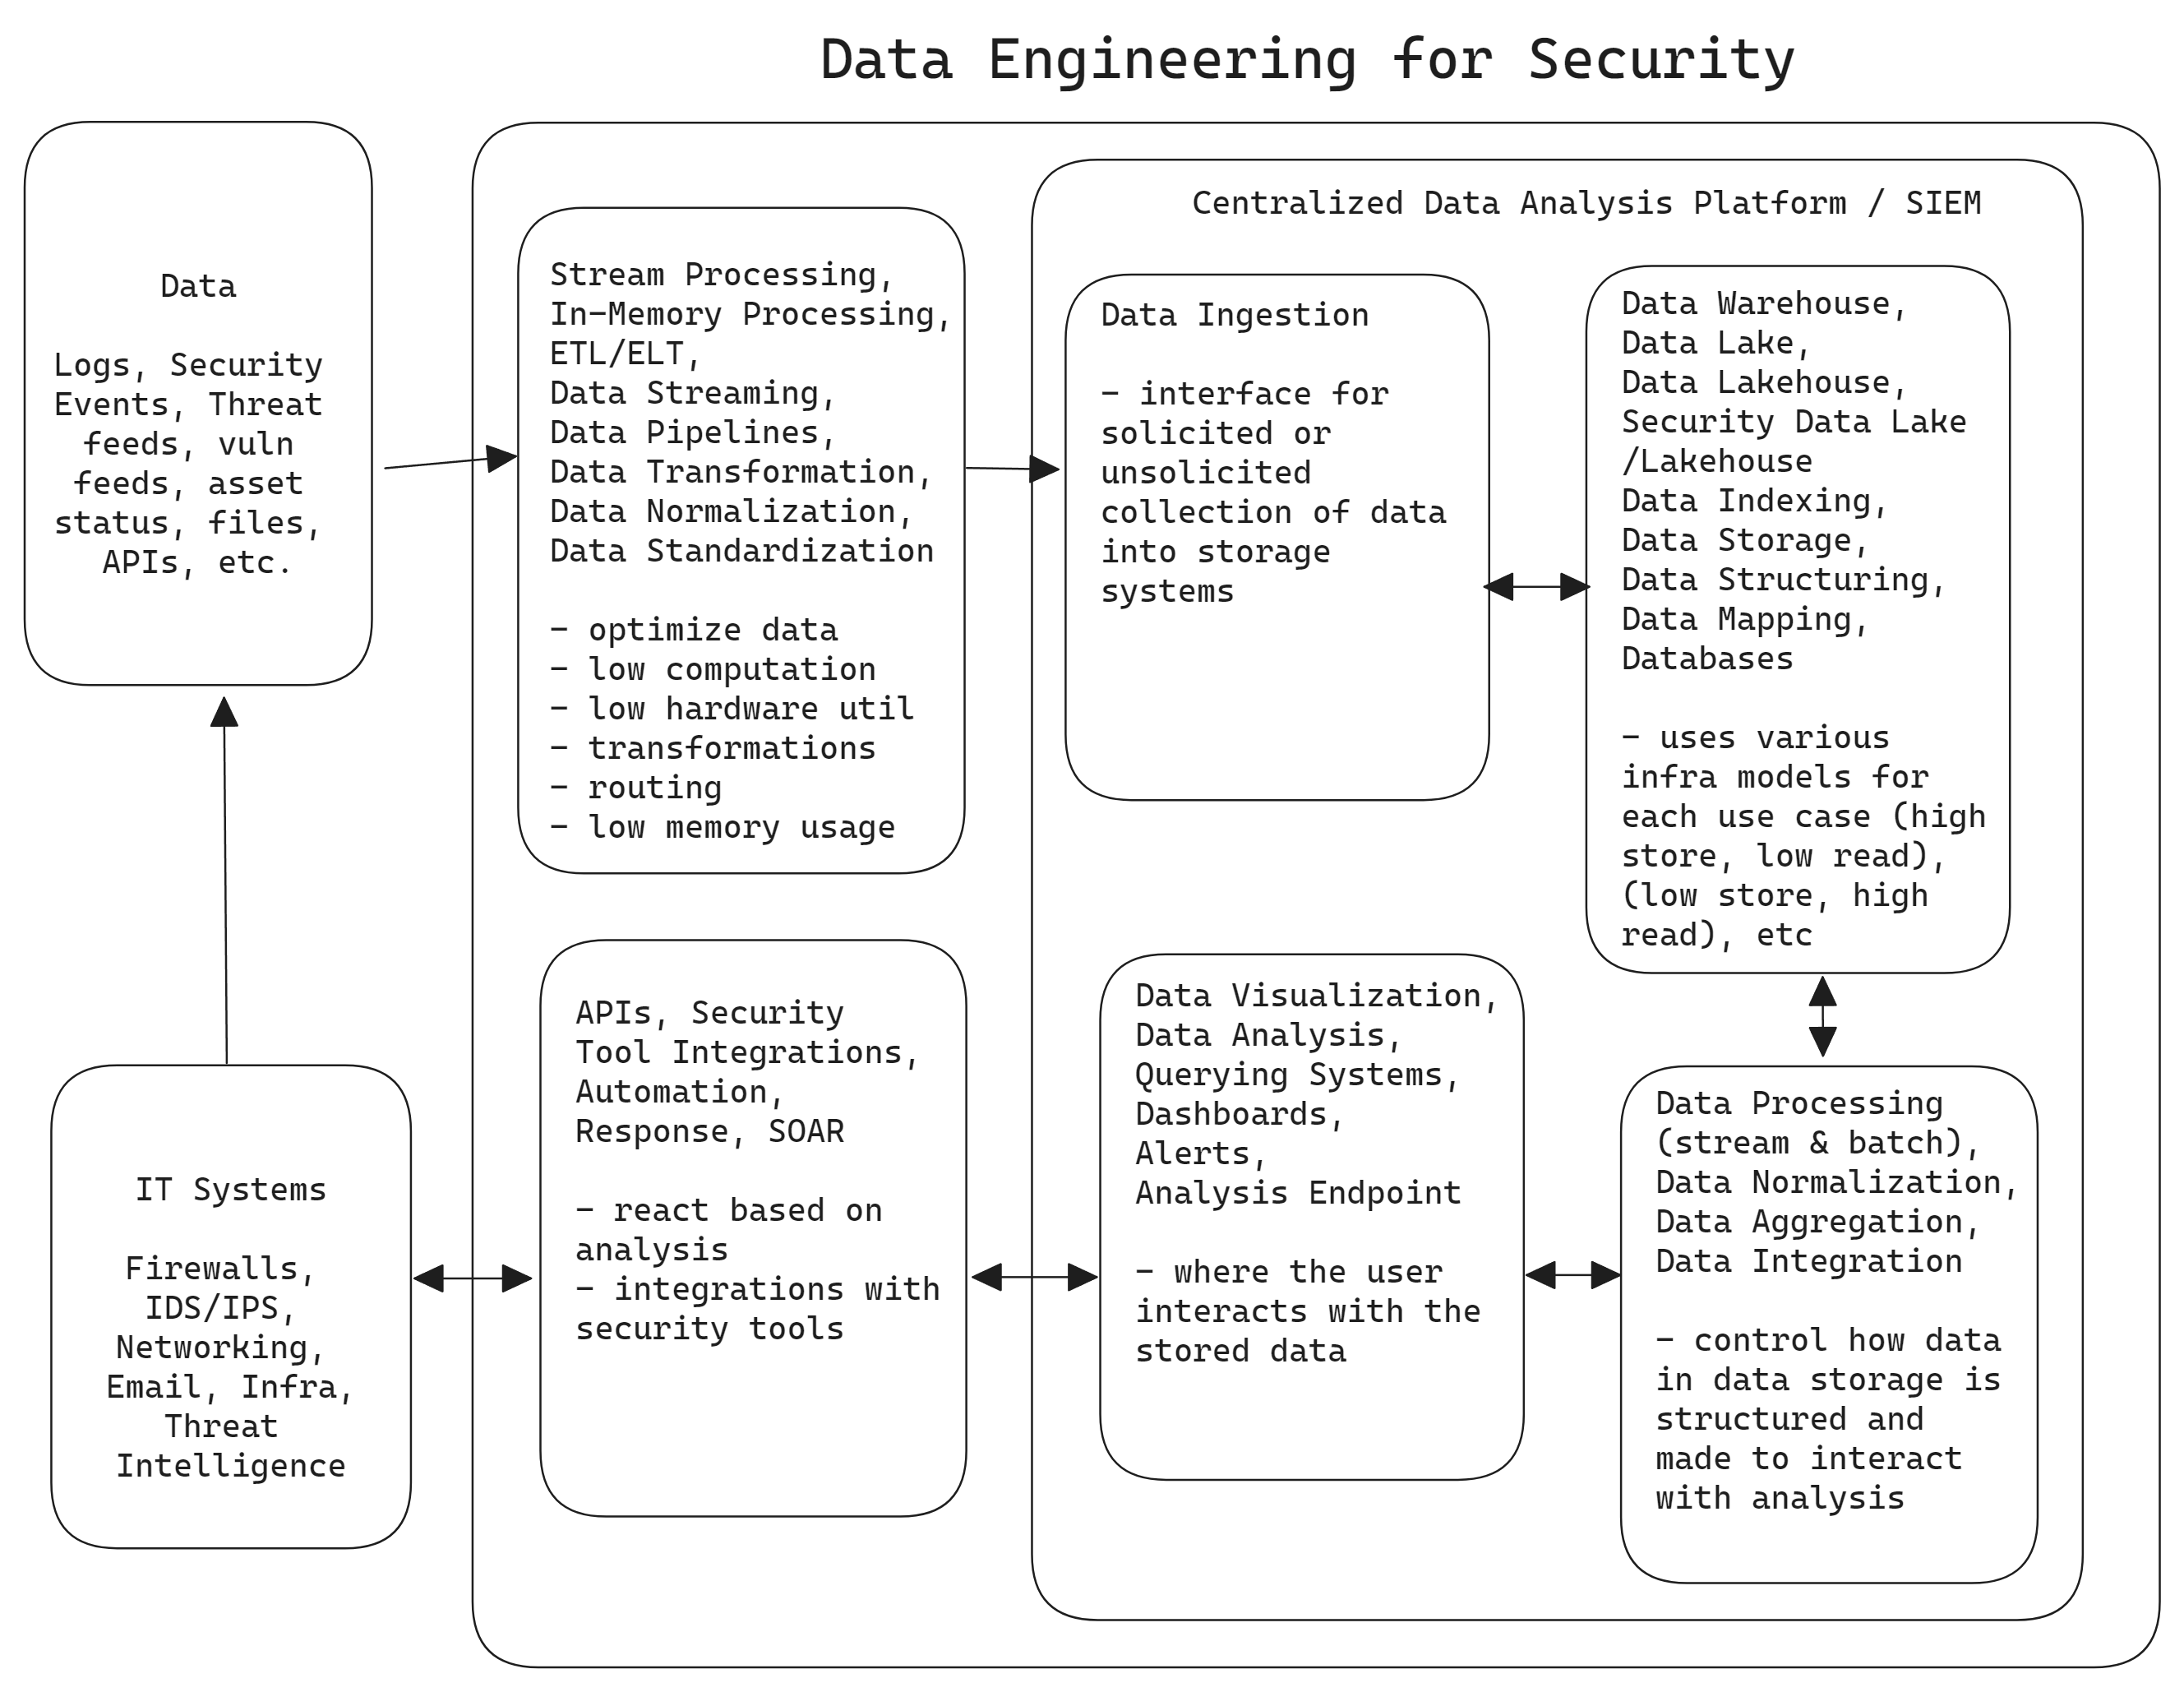 Data Engineering for Security
Data
Logs, Security
Events, Threat
feeds, vuln
feeds, asset
status, files,
APIs, etc.
Stream Processing,
In-Memory Processing,
ETL/ELT,
Data Streaming,
Data Pipelines,
Data Transformation,
Data Normalization,
Data Standardization
- optimize data
- low computation
- low hardware util
- transformations
- routing
- low memory usage
Centralized Data Analysis Platform / SIEM
Data Ingestion
- interface for
solicited or
unsolicited
collection of data
into storage
systems
Data Warehouse,
Data Lake,
Data Lakehouse,
Security Data Lake
/Lakehouse
Data Indexing,
Data Storage,
Data Structuring,
Data Mapping,
Databases
- uses various
infra models for
each use case (high
store, low read),
(low store, high
read), etc
IT Systems
Firewalls,
IDS/IPS,
Networking,
Email, Infra,
Threat
Intelligence
APIs, Security
Tool Integrations,
Automation,
Response, SOAR
- react based on
analysis
- integrations with
security tools
Data Visualization,
Data Analysis,
Querying Systems,
Dashboards,
Alerts,
Analysis Endpoint
- where the user
interacts with the
stored data
Data Processing
(stream & batch),
Data Normalization,
Data Aggregation,
Data Integration
- control how data
in data storage is
structured and
made to interact
with analysis